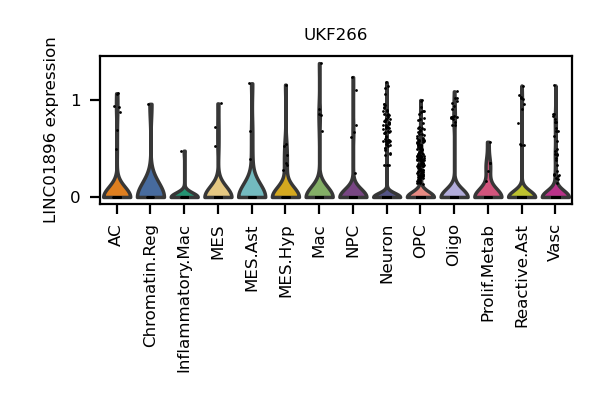 UKF266
LINC01896 expression
1
0
AC
Chromatin.Reg
Inflammatory.Mac
MES
MES.Ast
MES.Hyp
Mac
NPC
Neuron
OPC
Oligo
Prolif.Metab
Reactive.Ast
Vasc